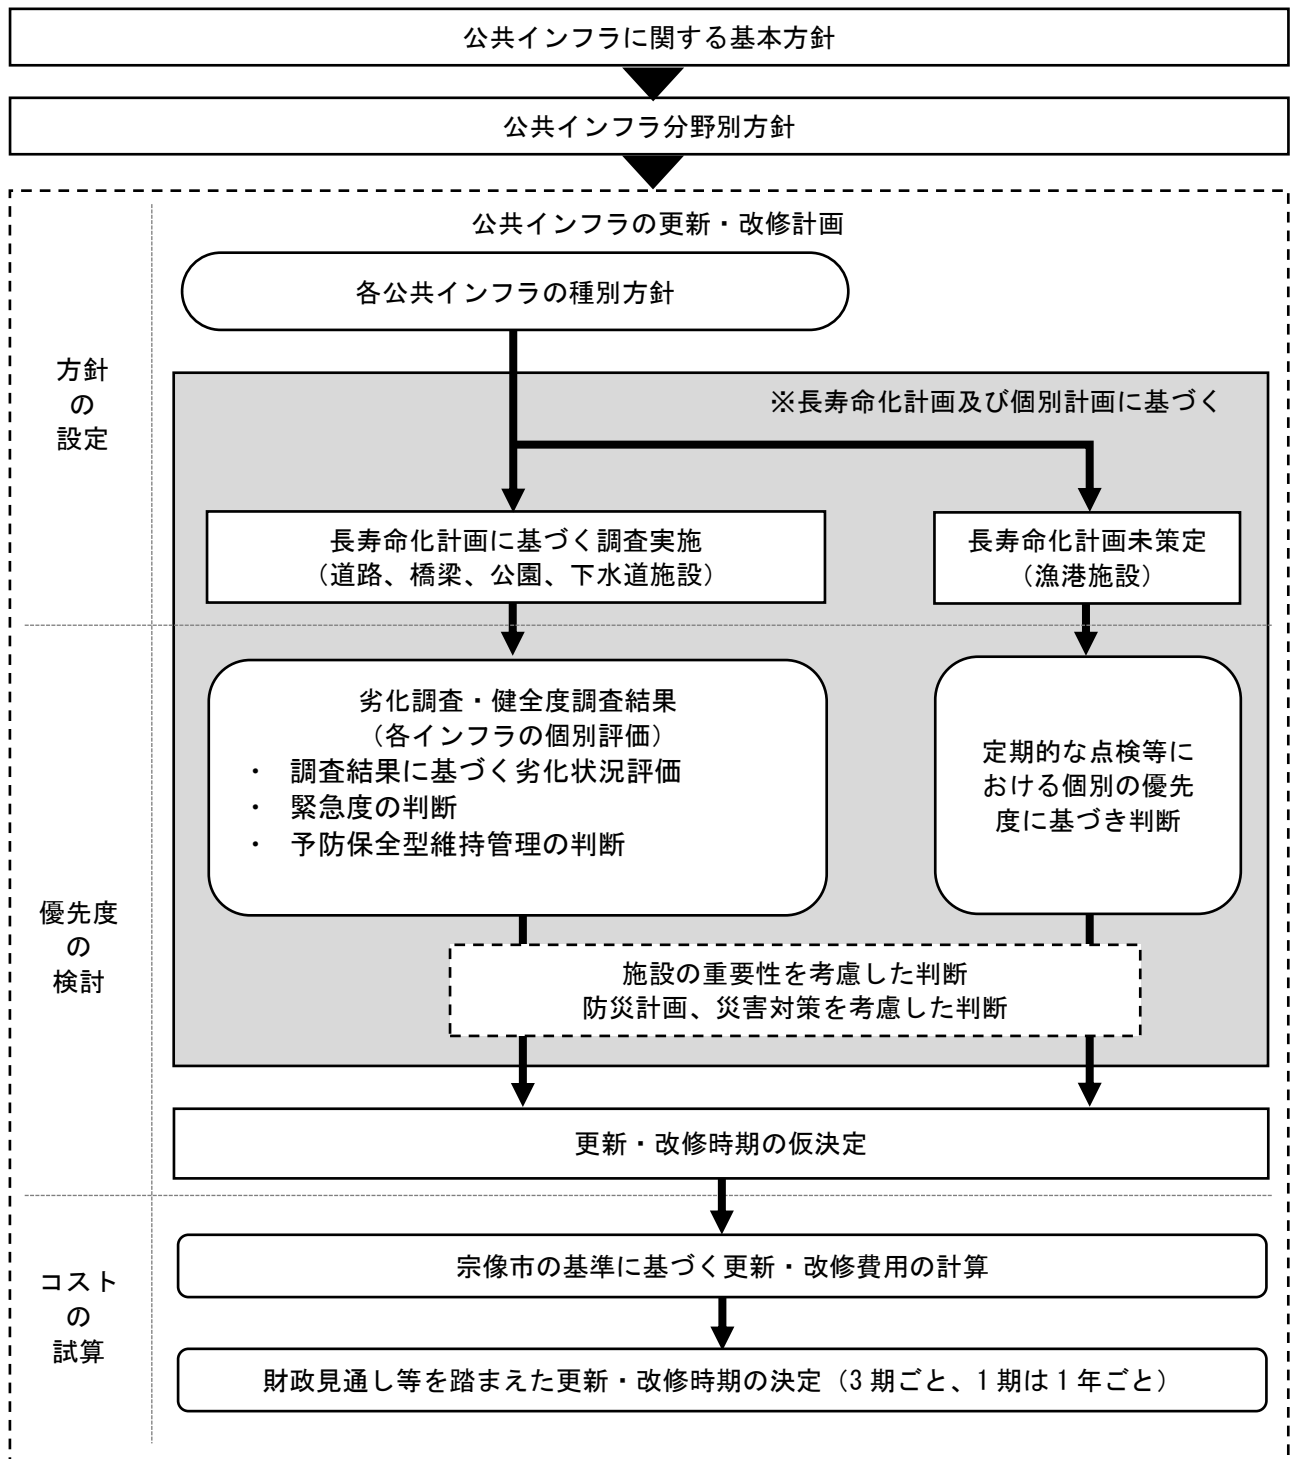 公共インフラに関する基本方針
公共インフラ分野別方針
公共インフラの更新・改修計画
各公共インフラの種別方針
方針
の
設定
※長寿命化計画及び個別計画に基づく
長寿命化計画に基づく調査実施
（道路、橋梁、公園、下水道施設）
長寿命化計画未策定
（漁港施設）
劣化調査・健全度調査結果
（各インフラの個別評価）
・ 調査結果に基づく劣化状況評価
・ 緊急度の判断
・ 予防保全型維持管理の判断
定期的な点検等に
おける個別の優先
度に基づき判断
優先度
の
検討
施設の重要性を考慮した判断
防災計画、災害対策を考慮した判断
更新・改修時期の仮決定
コスト
の
試算
宗像市の基準に基づく更新・改修費用の計算
財政見通し等を踏まえた更新・改修時期の決定（3 期ごと、1 期は 1 年ごと）